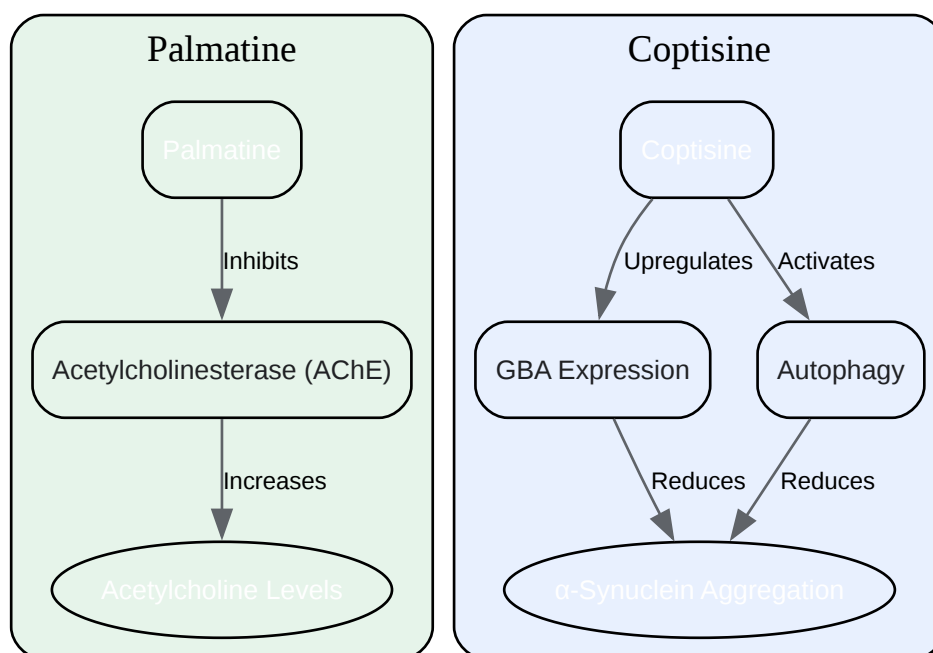 Palmatine
Palmatine
Inhibits
Acetylcholinesterase (AChE)
Increases
Acetylcholine Levels
Coptisine
Coptisine
Upregulates
Activates
GBA Expression
Autophagy
Reduces
Reduces
α-Synuclein Aggregation